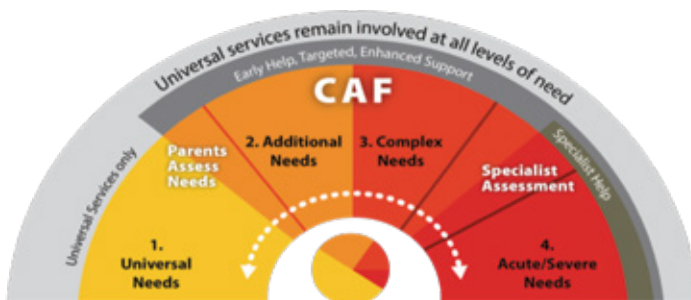 Universal services remain involved at all levels of need
Early Help, Targeted, Enhanced Support
CAF
Universal Services only
Parents
Assess
Needs
2. Additional
Needs
3. Complex
Needs
Specialist
Assessment
Specialist Help
1.
Universal
Needs
4.
Acute/Severe
Needs